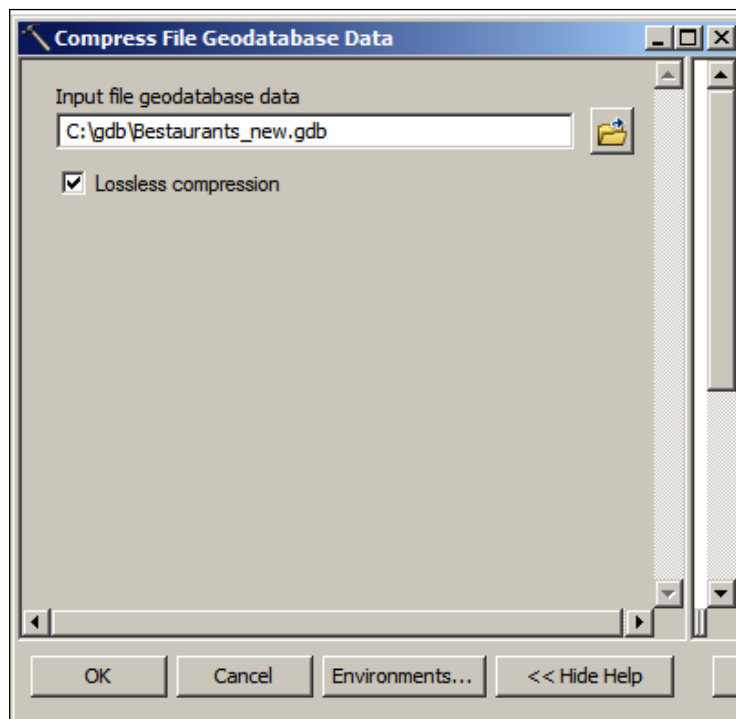 Compress File Geodatabase Data
Input file geodatabase data
C:\gdb\Bestaurants_new.gdb
Lossless compression
OK
Cancel
Environments...
<< Hide Help